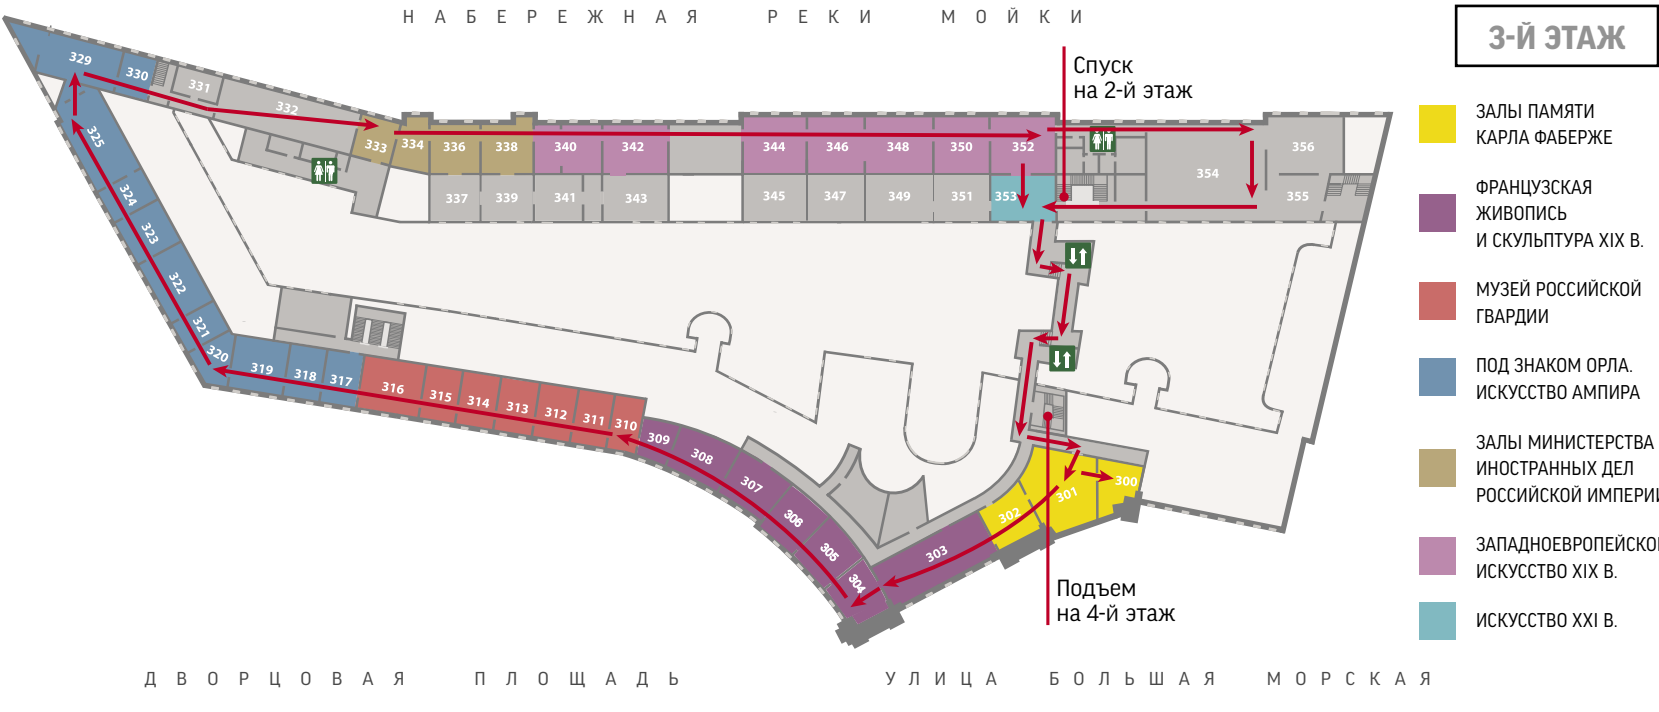 НАБЕРЕЖНАЯ РЕКИ МОЙКИ
3-Й ЭТАЖ
Спуск
на 2-й этаж
329
330
331
332
333
334
336
338
340
342
344
346
348
350
352
354
356
337
339
341
343
345
347
349
351
353
355
325
324
323
322
321
320
319
318
317
316
315
314
313
312
311
310
309
308
307
306
305
304
303
302
301
300
Подъем
на 4-й этаж
ЗАЛЫ ПАМЯТИ
КАРЛА ФАБЕРЖЕ
ФРАНЦУЗСКАЯ
ЖИВОПИСЬ
И СКУЛЬПТУРА XIX В.
МУЗЕЙ РОССИЙСКОЙ
ГВАРДИИ
ПОД ЗНАКОМ ОРЛА.
ИСКУССТВО АМПИРА
ЗАЛЫ МИНИСТЕРСТВА
ИНОСТРАННЫХ ДЕЛ
РОССИЙСКОЙ ИМПЕРИИ
ЗАПАДНОЕВРОПЕЙСКО
ИСКУССТВО XIX В.
ИСКУССТВО XXI В.
ДВОРЦОВАЯ ПЛОЩАДЬ
УЛИЦА БОЛЬШАЯ МОРСКАЯ